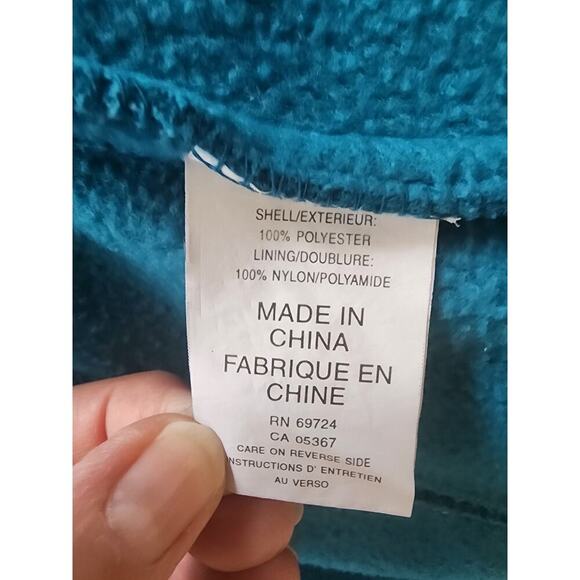 SHELL/EXTERIEUR:
100% POLYESTER
LINING/DOUBLURE:
100% NYLON/POLYAMIDE
MADE IN
CHINA
FABRIQUE EN
CHINE
RN 69724
CA 05367
CARE ON REVERSE SIDE
INSTRUCTIONS D' ENTRETIEN
AU VERSO